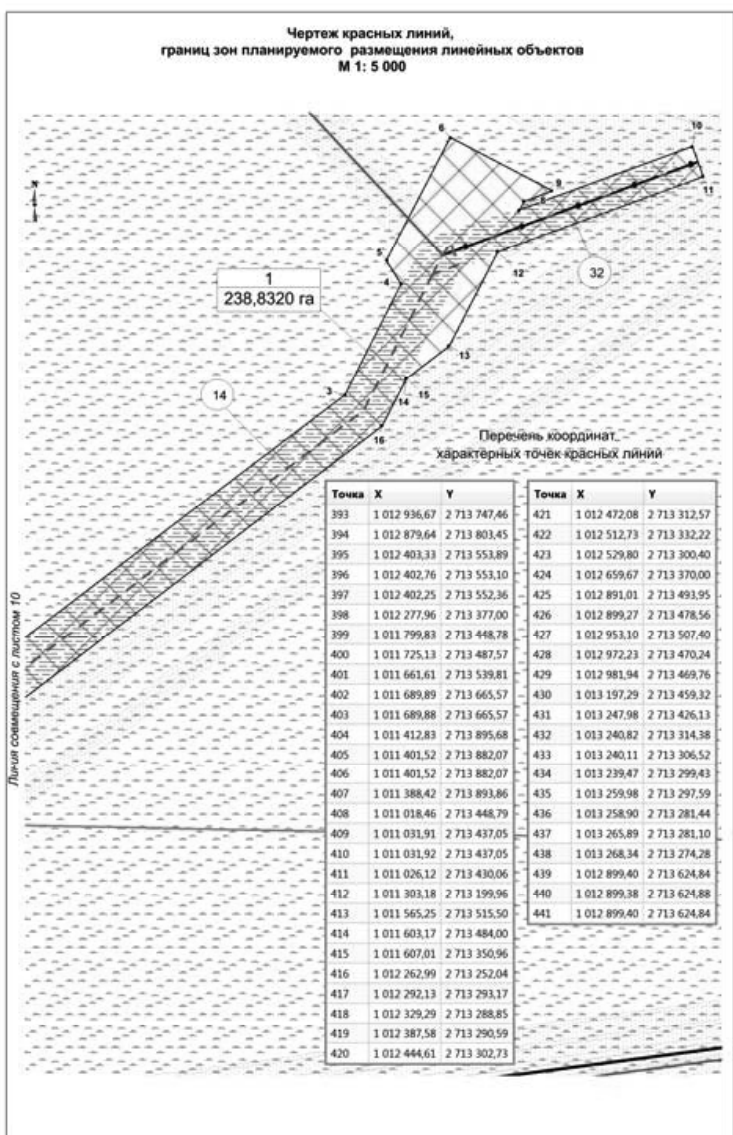 Чертеж красных линий,
границ зон планируемого размещения линейных объектов
М 1: 5 000
6
10
9
8
11
5
12
32
4
1
238,8320 га
13
3
14
14
15
16
Линия совмещения с листом 10
Перечень координат
характерных точек красных линий
Точка X Y
393 1 012 936,67 2 713 747,46
394 1 012 879,64 2 713 803,45
395 1 012 403,33 2 713 553,89
396 1 012 402,76 2 713 553,10
397 1 012 402,25 2 713 552,36
398 1 012 277,96 2 713 377,00
399 1 011 799,83 2 713 448,78
400 1 011 725,13 2 713 487,57
401 1 011 661,61 2 713 539,81
402 1 011 689,89 2 713 665,57
403 1 011 689,88 2 713 665,57
404 1 011 412,83 2 713 895,68
405 1 011 401,52 2 713 882,07
406 1 011 401,52 2 713 882,07
407 1 011 388,42 2 713 893,86
408 1 011 018,46 2 713 448,79
409 1 011 031,91 2 713 437,05
410 1 011 031,92 2 713 437,05
411 1 011 026,12 2 713 430,06
412 1 011 303,18 2 713 199,96
413 1 011 565,25 2 713 515,50
414 1 011 603,17 2 713 484,00
415 1 011 607,01 2 713 350,96
416 1 012 262,99 2 713 252,04
417 1 012 292,13 2 713 293,17
418 1 012 329,29 2 713 288,85
419 1 012 387,58 2 713 290,59
420 1 012 444,61 2 713 302,73
Точка X Y
421 1 012 472,08 2 713 312,57
422 1 012 512,73 2 713 332,22
423 1 012 529,80 2 713 300,40
424 1 012 659,67 2 713 370,00
425 1 012 891,01 2 713 493,95
426 1 012 899,27 2 713 478,56
427 1 012 953,10 2 713 507,40
428 1 012 972,23 2 713 470,24
429 1 012 981,94 2 713 469,76
430 1 013 197,29 2 713 459,32
431 1 013 247,98 2 713 426,13
432 1 013 240,82 2 713 314,38
433 1 013 240,11 2 713 306,52
434 1 013 239,47 2 713 299,43
435 1 013 259,98 2 713 297,59
436 1 013 258,90 2 713 281,44
437 1 013 265,89 2 713 281,10
438 1 013 268,34 2 713 274,28
439 1 012 899,40 2 713 624,84
440 1 012 899,38 2 713 624,88
441 1 012 899,40 2 713 624,84